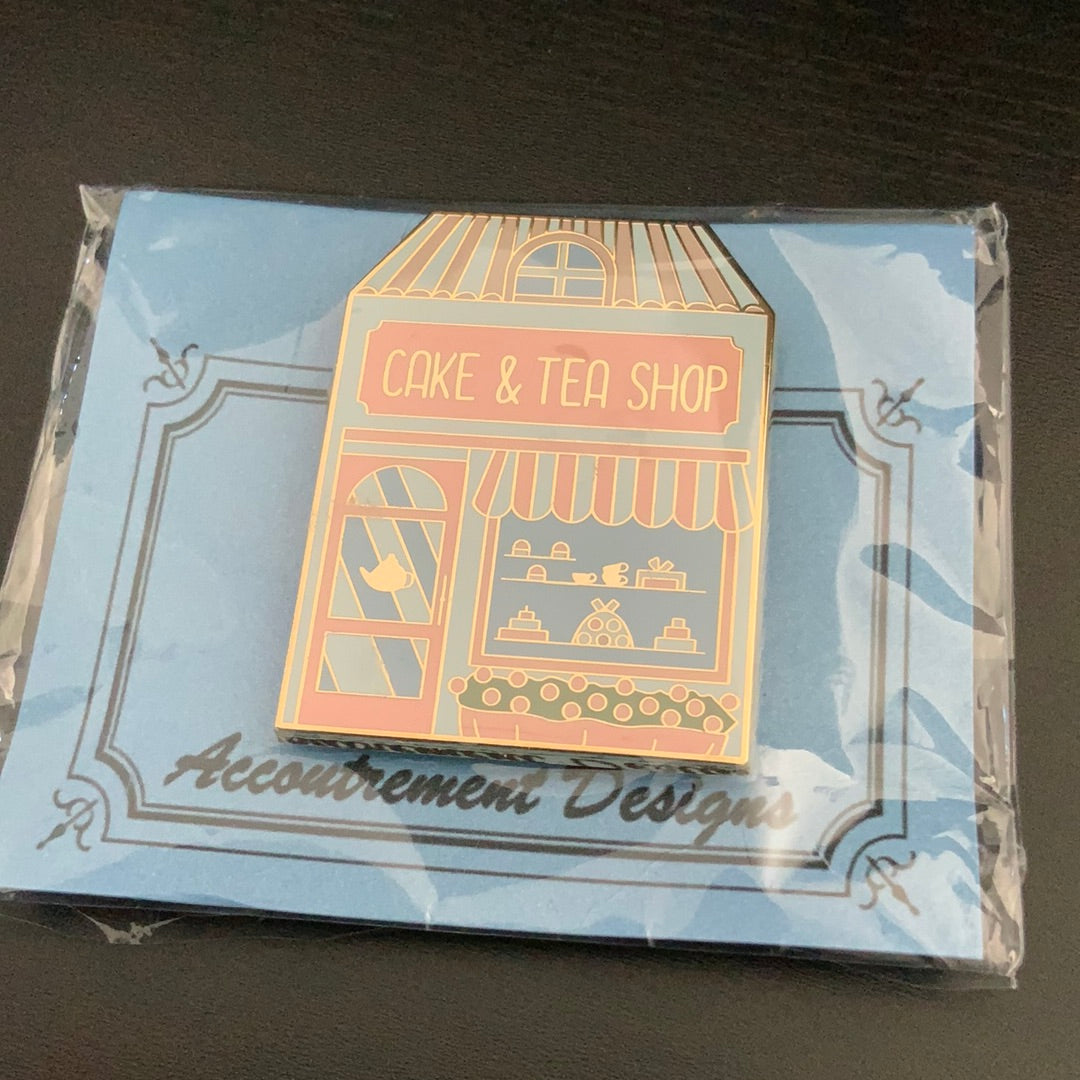 CAKE & TEA SHOP
Accoutrement Designs